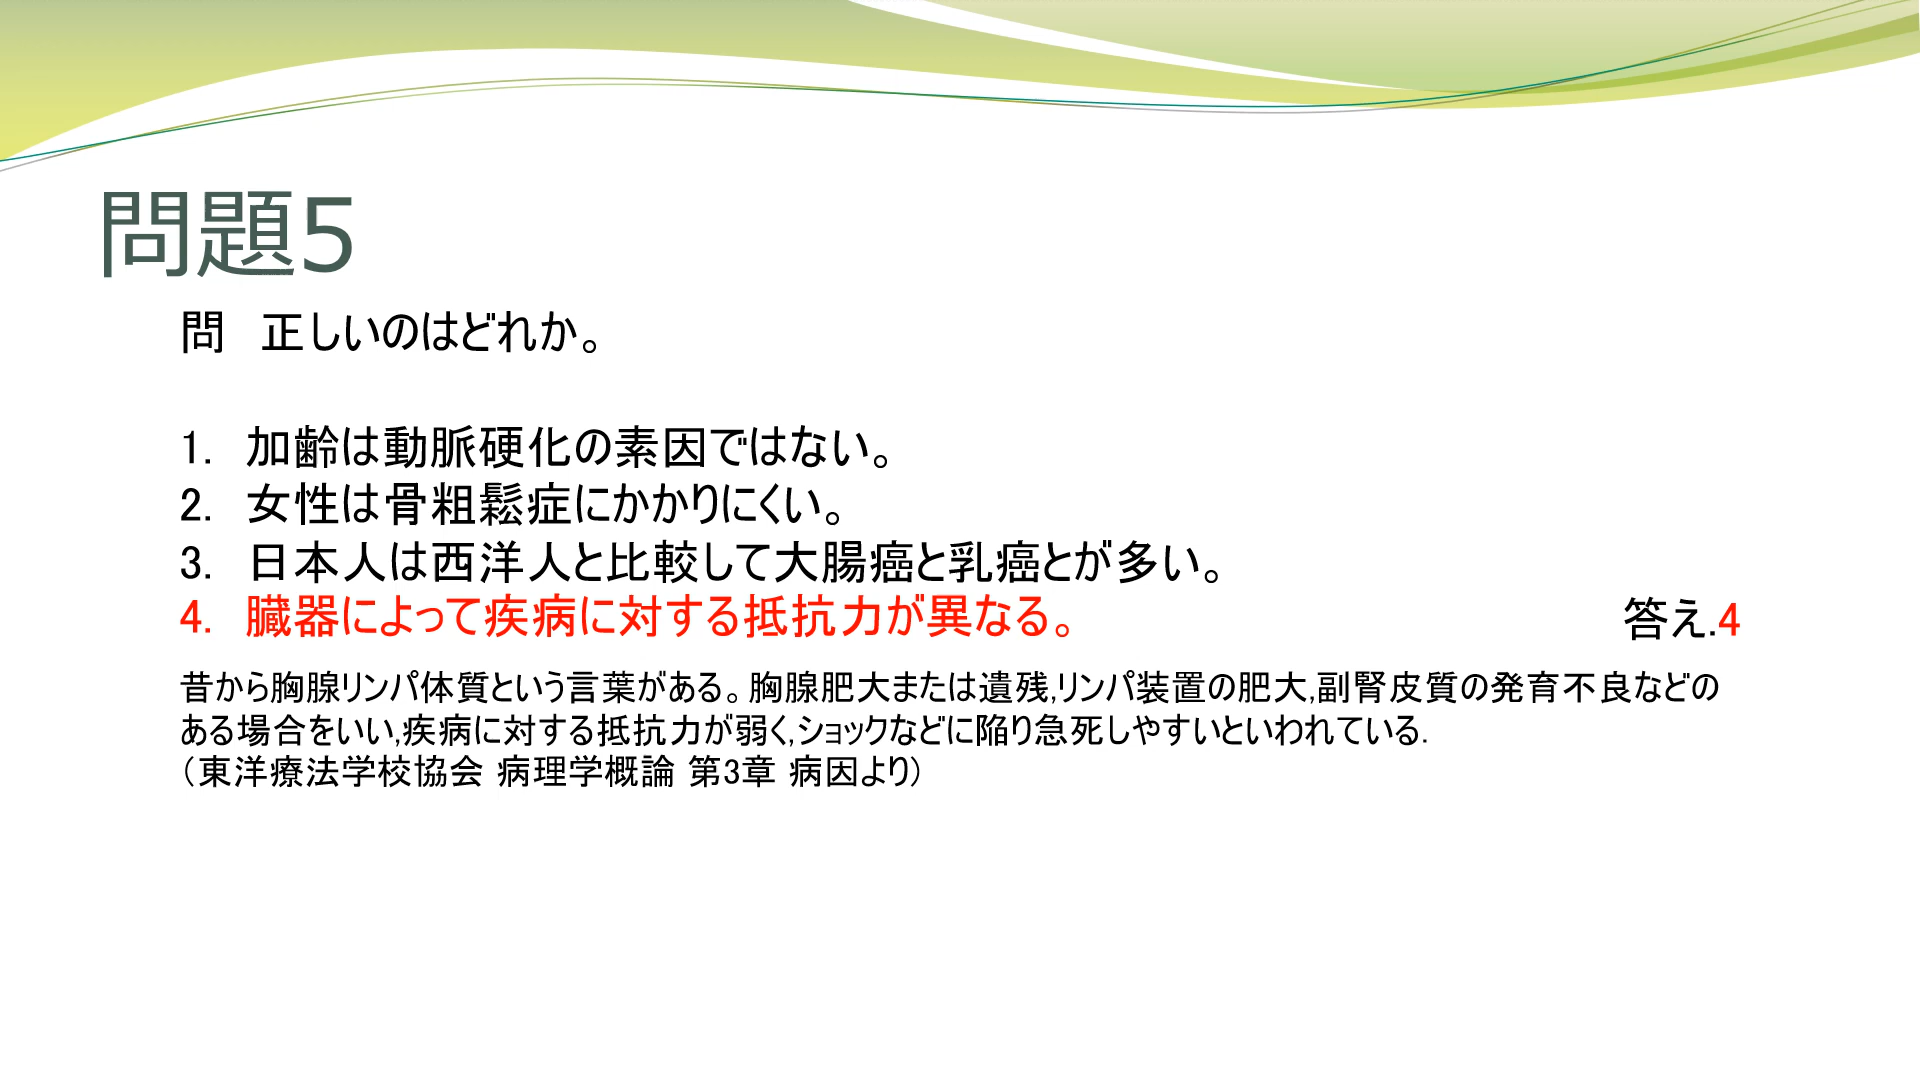 問題5
問　正しいのはどれか。
1. 加齢は動脈硬化の素因ではない。
2. 女性は骨粗鬆症にかかりにくい。
3. 日本人は西洋人と比較して大腸癌と乳癌とが多い。
4. 臓器によって疾病に対する抵抗力が異なる。
答え.4
昔から胸腺リンパ体質という言葉がある。胸腺肥大または遺残,リンパ装置の肥大,副腎皮質の発育不良などの
ある場合をいい,疾病に対する抵抗力が弱く,ショックなどに陥り急死しやすいといわれている.
（東洋療法学校協会 病理学概論 第3章 病因より）